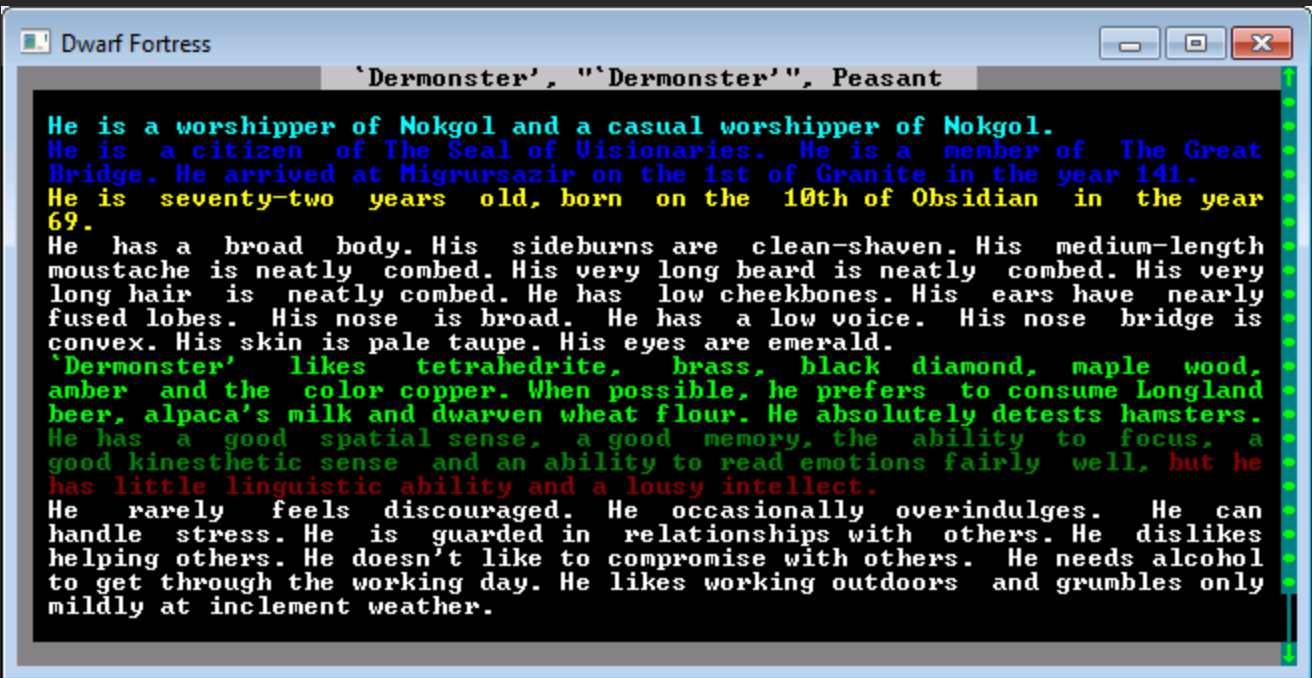 Dwarf Fortress
`Dermonster', "`Dermonster'", Peasant
He is a worshipper of Nokgol and a casual worshipper of Nokgol.
He is a citizen of The Seal of Visionaries. He is a member of The Great
Bridge. He arrived at Migrursazir on the 1st of Granite in the year 141.
He is seventy-two years old, born on the 10th of Obsidian in the year
69.
He has a broad body. His sideburns are clean-shaven. His medium-length
moustache is neatly combed. His very long beard is neatly combed. His very
long hair is neatly combed. He has low cheekbones. His ears have nearly
fused lobes. His nose is broad. He has a low voice. His nose bridge is
convex. His skin is pale taupe. His eyes are emerald.
`Dermonster' likes tetrahedrite, brass, black diamond, maple wood,
amber and the color copper. When possible, he prefers to consume Longland
beer, alpaca's milk and dwarven wheat flour. He absolutely detests hamsters.
He has a good spatial sense, a good memory, the ability to focus, a
good kinesthetic sense and an ability to read emotions fairly well, but he
has little linguistic ability and a lousy intellect.
He rarely feels discouraged. He occasionally overindulges. He can
handle stress. He is guarded in relationships with others. He dislikes
helping others. He doesn't like to compromise with others. He needs alcohol
to get through the working day. He likes working outdoors and grumbles only
mildly at inclement weather.